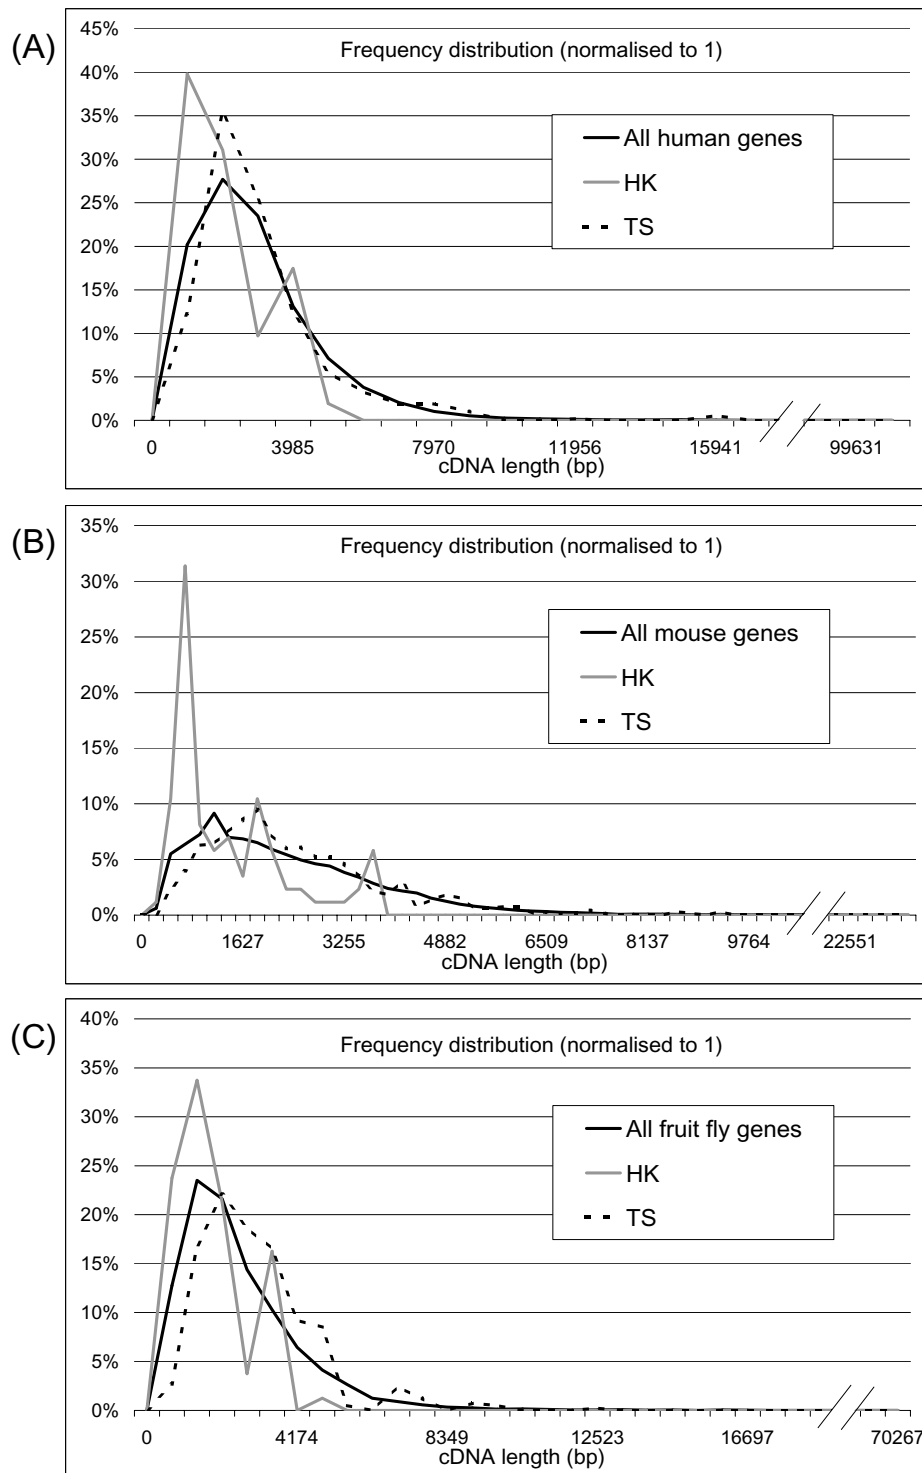 (A)
Frequency distribution (normalised to 1)
45%
40%
35%
30%
25%
20%
15%
10%
5%
0%
All human genes
HK
TS
0 3985 7970 11956 15941 99631
cDNA length (bp)
(B)
Frequency distribution (normalised to 1)
35%
30%
25%
20%
15%
10%
5%
0%
All mouse genes
HK
TS
0 1627 3255 4882 6509 8137 9764 22551
cDNA length (bp)
(C)
Frequency distribution (normalised to 1)
40%
35%
30%
25%
20%
15%
10%
5%
0%
All fruit fly genes
HK
TS
0 4174 8349 12523 16697 70267
cDNA length (bp)